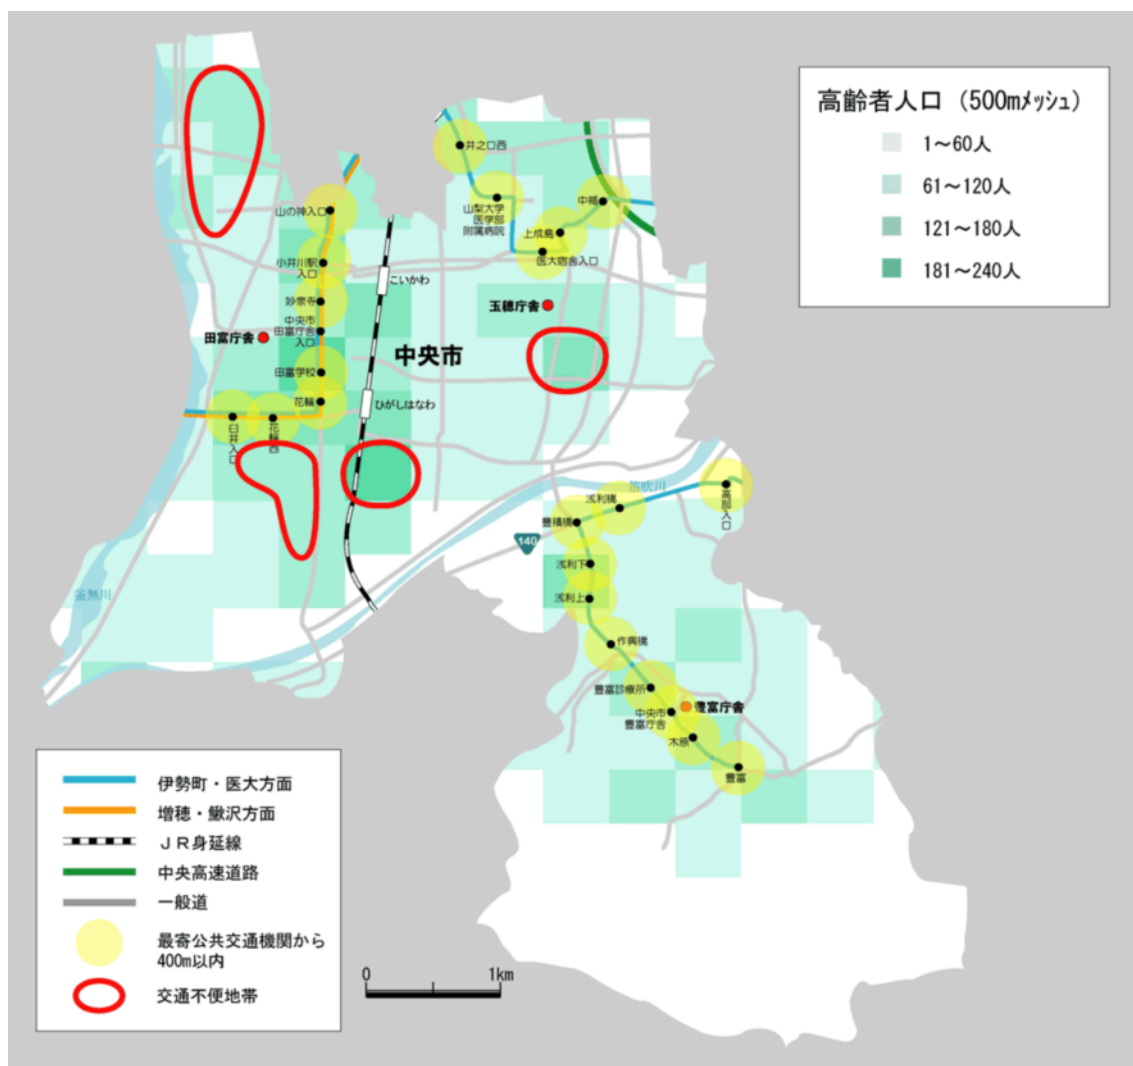 高齢者人口 (500mﾒｯｼｭ)
1～60人
61～120人
121～180人
181～240人
井之口西
山梨大学
医学部
附属病院
中楯
上成島
医大宿舎入口
山の神入口
小井川駅
入口
こいかわ
妙泉寺
中央市
田富庁舎
入口
田富庁舎
玉穂庁舎
中央市
田富学校
花輪
ひがしはなわ
臼井入口
花輪西
笛吹川
浅利橋
高部入口
豊積橋
140
浅利下
浅利上
釜無川
作興橋
豊富診療所
中央市
豊富庁舎
豊富庁舎
木原
豊富
伊勢町・医大方面
増穂・鰍沢方面
ＪＲ身延線
中央高速道路
一般道
最寄公共交通機関から
400m以内
交通不便地帯
0
1km